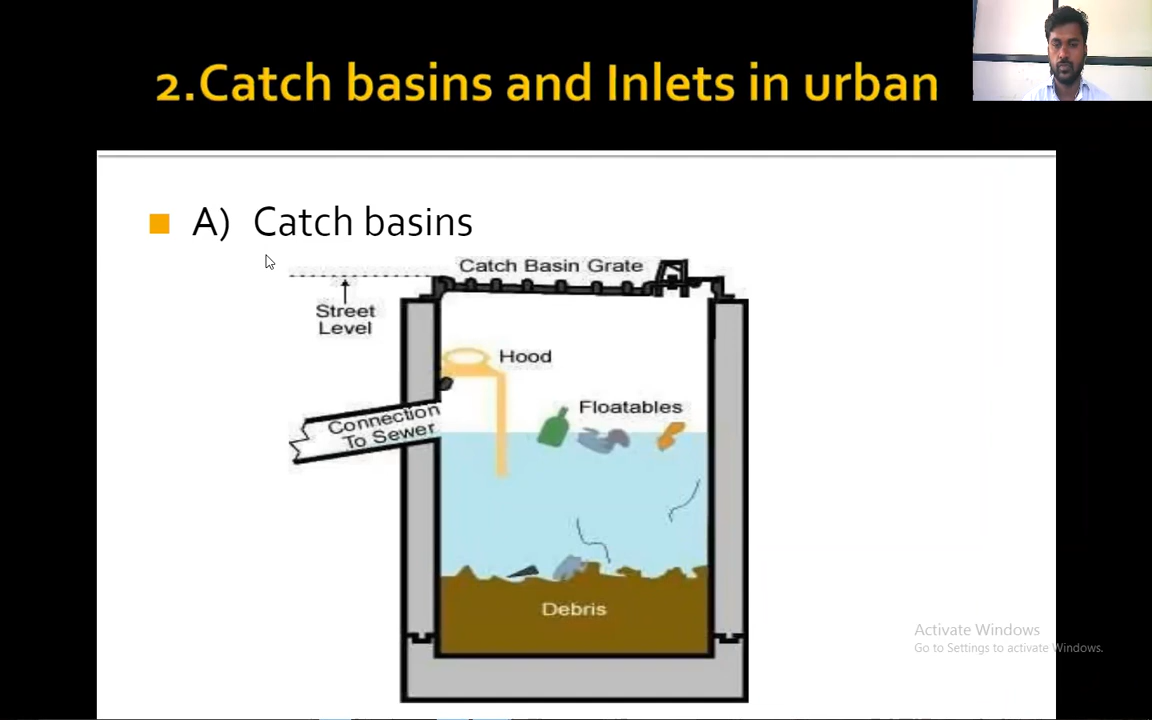 2.Catch basins and Inlets in urban
A) Catch basins
Catch Basin Grate
Street
Level
Hood
Floatables
Connection
To Sewer
Debris
Activate Windows
Go to Settings to activate Windows.